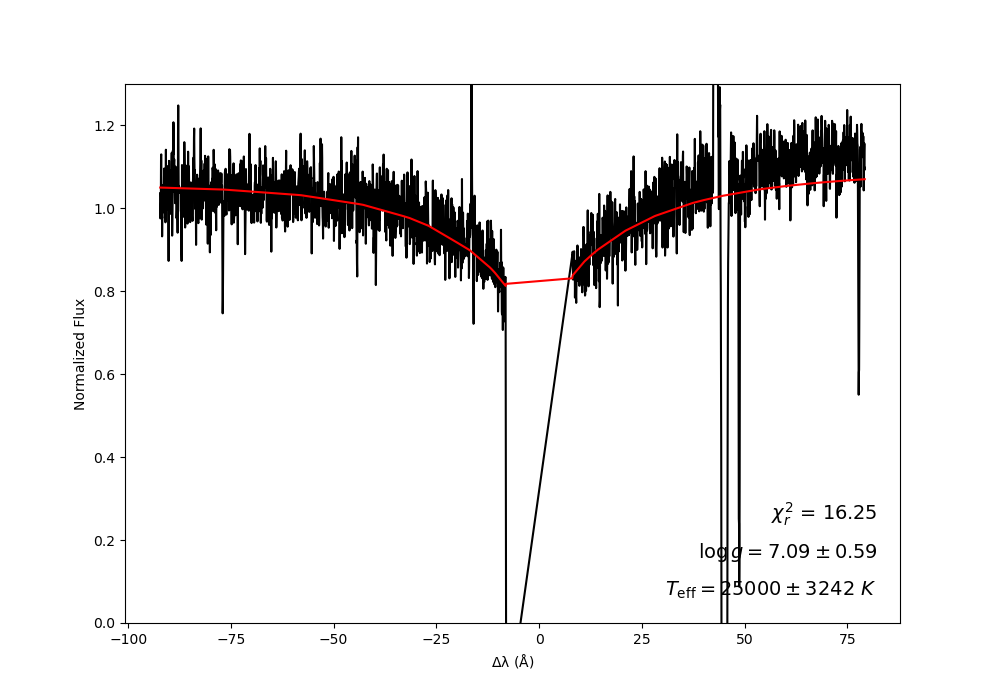 1.2
1.0
0.8
0.6
0.4
0.2
0.0
Normalized Flux
χ²ᵣ = 16.25
log g = 7.09 ± 0.59
T_eff = 25000 ± 3242 K
−100 −75 −50 −25 0 25 50 75
Δλ (Å)